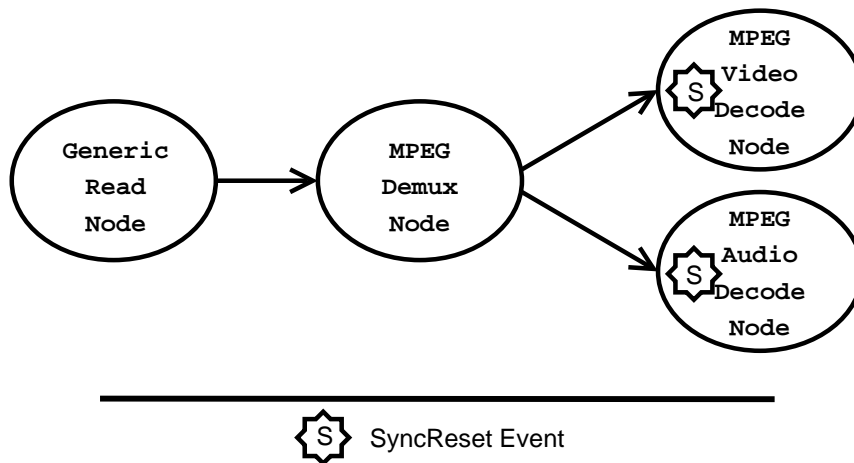 Generic
Read
Node
MPEG
Demux
Node
MPEG
Video
S
Decode
Node
MPEG
Audio
S
Decode
Node
S SyncReset Event